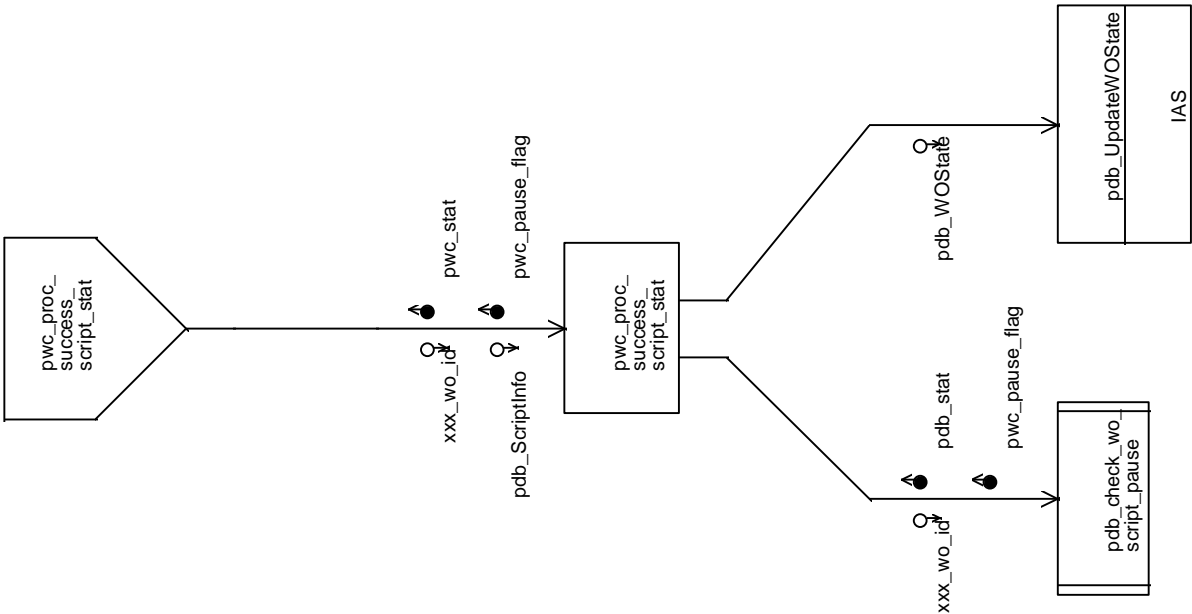 pwc_proc_
success_
script_stat
pwc_stat
pwc_pause_flag
xxx_wo_id
pdb_ScriptInfo
pwc_proc_
success_
script_stat
pdb_WOState
pdb_UpdateWOState
IAS
pdb_stat
pwc_pause_flag
xxx_wo_id
pdb_check_wo_
script_pause